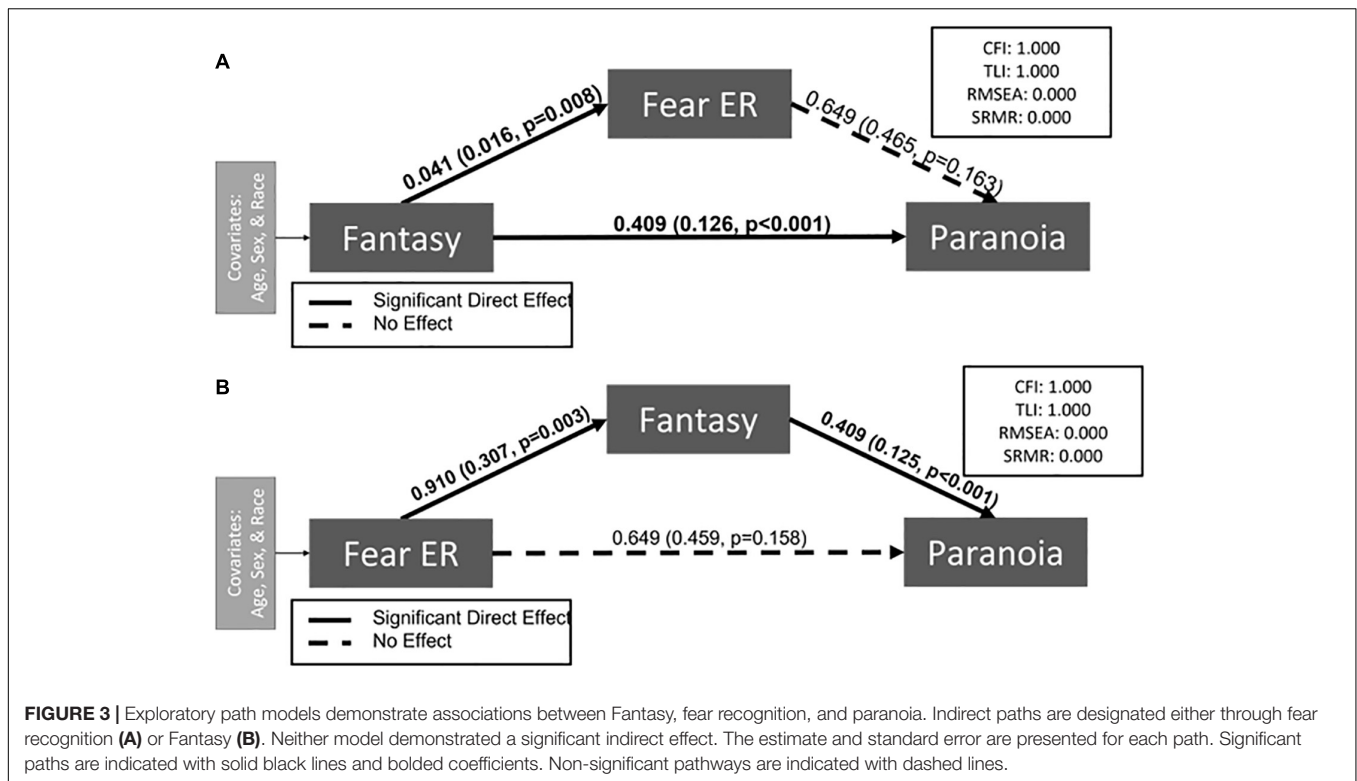 A
CFI: 1.000
TLI: 1.000
RMSEA: 0.000
SRMR: 0.000
Fear ER
0.041 (0.016, p=0.008)
0.649 (0.465, p=0.163)
Covariates:
Age, Sex, & Race
Fantasy
0.409 (0.126, p<0.001)
Paranoia
Significant Direct Effect
No Effect
B
CFI: 1.000
TLI: 1.000
RMSEA: 0.000
SRMR: 0.000
Fantasy
0.910 (0.307, p=0.003)
0.409 (0.125, p<0.001)
Covariates:
Age, Sex, & Race
Fear ER
0.649 (0.459, p=0.158)
Paranoia
Significant Direct Effect
No Effect
FIGURE 3 | Exploratory path models demonstrate associations between Fantasy, fear recognition, and paranoia. Indirect paths are designated either through fear
recognition (A) or Fantasy (B). Neither model demonstrated a significant indirect effect. The estimate and standard error are presented for each path. Significant
paths are indicated with solid black lines and bolded coefficients. Non-significant pathways are indicated with dashed lines.